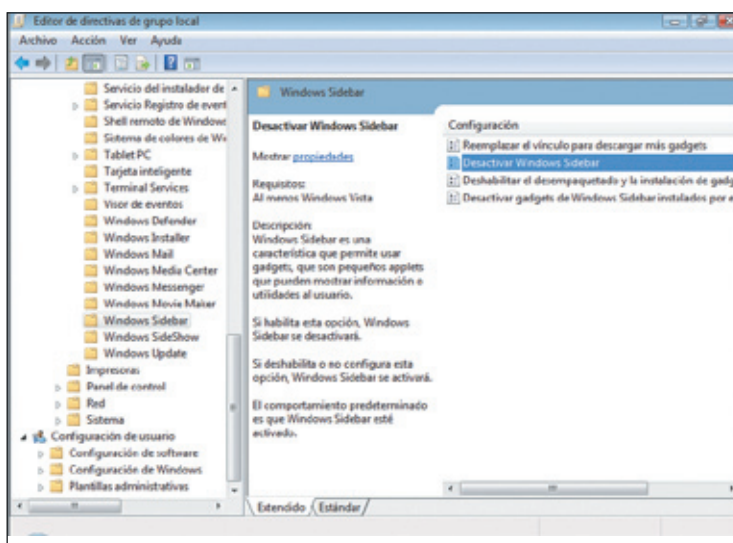 Editor de directivas de grupo local
Archivo Acción Ver Ayuda
Servicio del instalador de
Servicio Registro de event
Shell remoto de Windows
Sistema de colores de Wi
Tablet PC
Tarjeta inteligente
Terminal Services
Visor de eventos
Windows Defender
Windows Installer
Windows Mail
Windows Media Center
Windows Messenger
Windows Movie Maker
Windows Sidebar
Windows SideShow
Windows Update
Impresoras
Panel de control
Red
Sistema
Configuración de usuario
Configuración de software
Configuración de Windows
Plantillas administrativas
Windows Sidebar
Desactivar Windows Sidebar
Mostrar propiedades
Requisitos:
Al menos Windows Vista
Descripción:
Windows Sidebar es una
característica que permite usar
gadgets, que son pequeños applets
que pueden mostrar información o
utilidades al usuario.
Si habilita esta opción, Windows
Sidebar se desactivará.
Si deshabilita o no configura esta
opción, Windows Sidebar se activará.
El comportamiento predeterminado
es que Windows Sidebar esté
activado.
Configuración
Reemplazar el vínculo para descargar más gadgets
Desactivar Windows Sidebar
Deshabilitar el desempaquetado y la instalación de gadg
Desactivar gadgets de Windows Sidebar instalados por e
Extendido Estándar